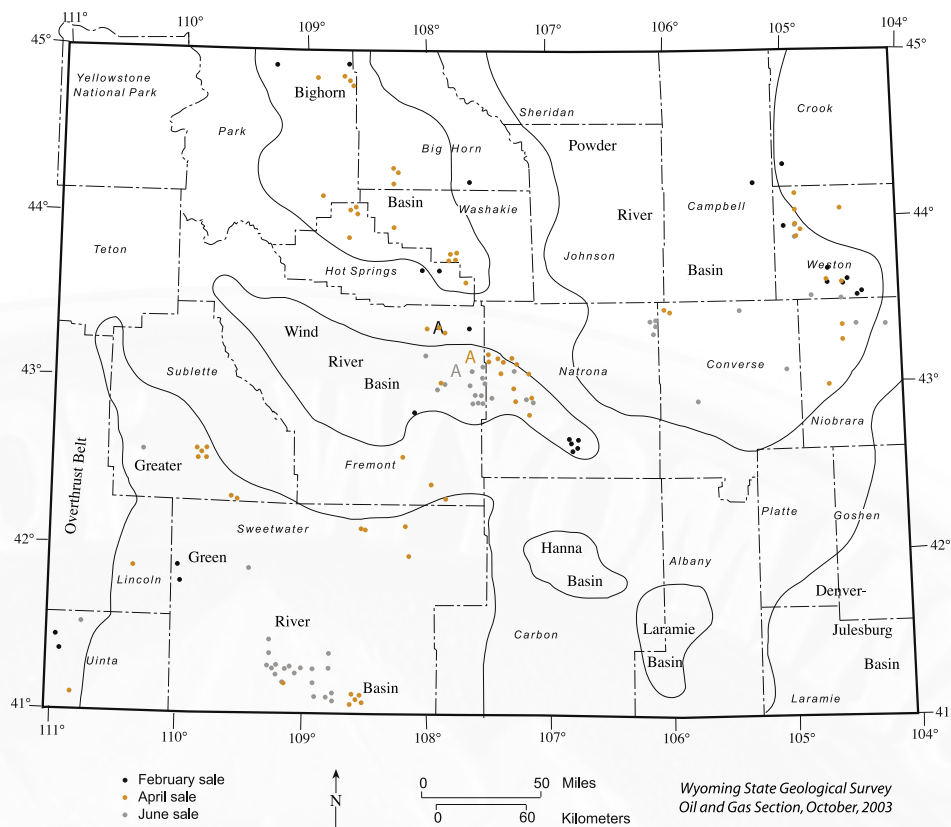 111°
110°
109°
108°
107°
106°
105°
104°
45°
45°
Yellowstone
National Park
Park
Bighorn
Sheridan
Crook
Powder
Big Horn
Basin
Washakie
Campbell
44°
44°
Teton
River
Johnson
Basin
Weston
Hot Springs
Wind
A
A
A
River
Basin
Natrona
Converse
43°
43°
Sublette
Niobrara
Overthrust Belt
Greater
Fremont
Sweetwater
Platte
Goshen
42°
42°
Green
Hanna
Basin
Albany
Lincoln
Denver-
Julesburg
Basin
River
Laramie
Basin
Carbon
Uinta
Basin
Laramie
41°
41°
111°
110°
109°
108°
107°
106°
105°
104°
February sale
April sale
June sale
N
0 50 Miles
0 60 Kilometers
Wyoming State Geological Survey
Oil and Gas Section, October, 2003